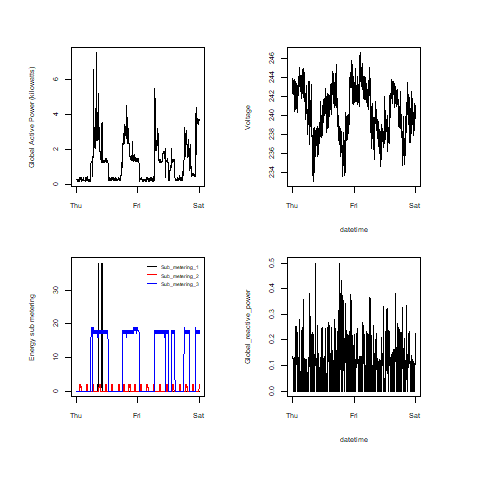 Global Active Power (kilowatts)
0 2 4 6
Thu Fri Sat
Voltage
234 236 238 240 242 244 246
Thu Fri Sat
datetime
Energy sub metering
0 10 20 30
Sub_metering_1
Sub_metering_2
Sub_metering_3
Thu Fri Sat
Global_reactive_power
0.0 0.1 0.2 0.3 0.4 0.5
Thu Fri Sat
datetime